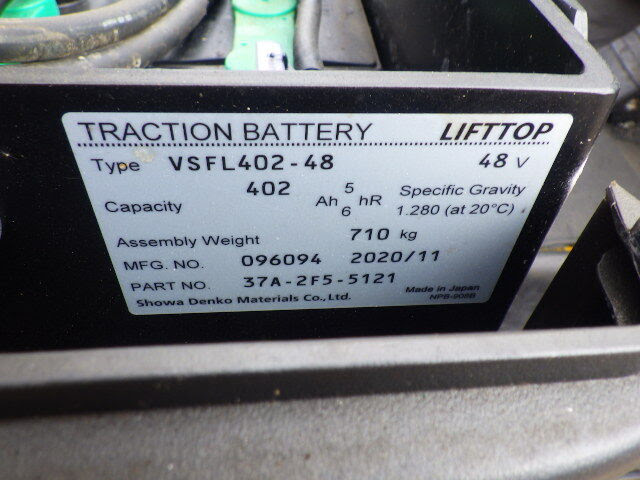 TRACTION BATTERY LIFTTOP
Type VSFL402-48 48 V
Capacity 402 Ah 5 6 hR Specific Gravity 1.280 (at 20°C)
Assembly Weight 710 kg
MFG. NO. 096094 2020/11
PART NO. 37A-2F5-5121
Showa Denko Materials Co., Ltd. Made in Japan
NPB-908B